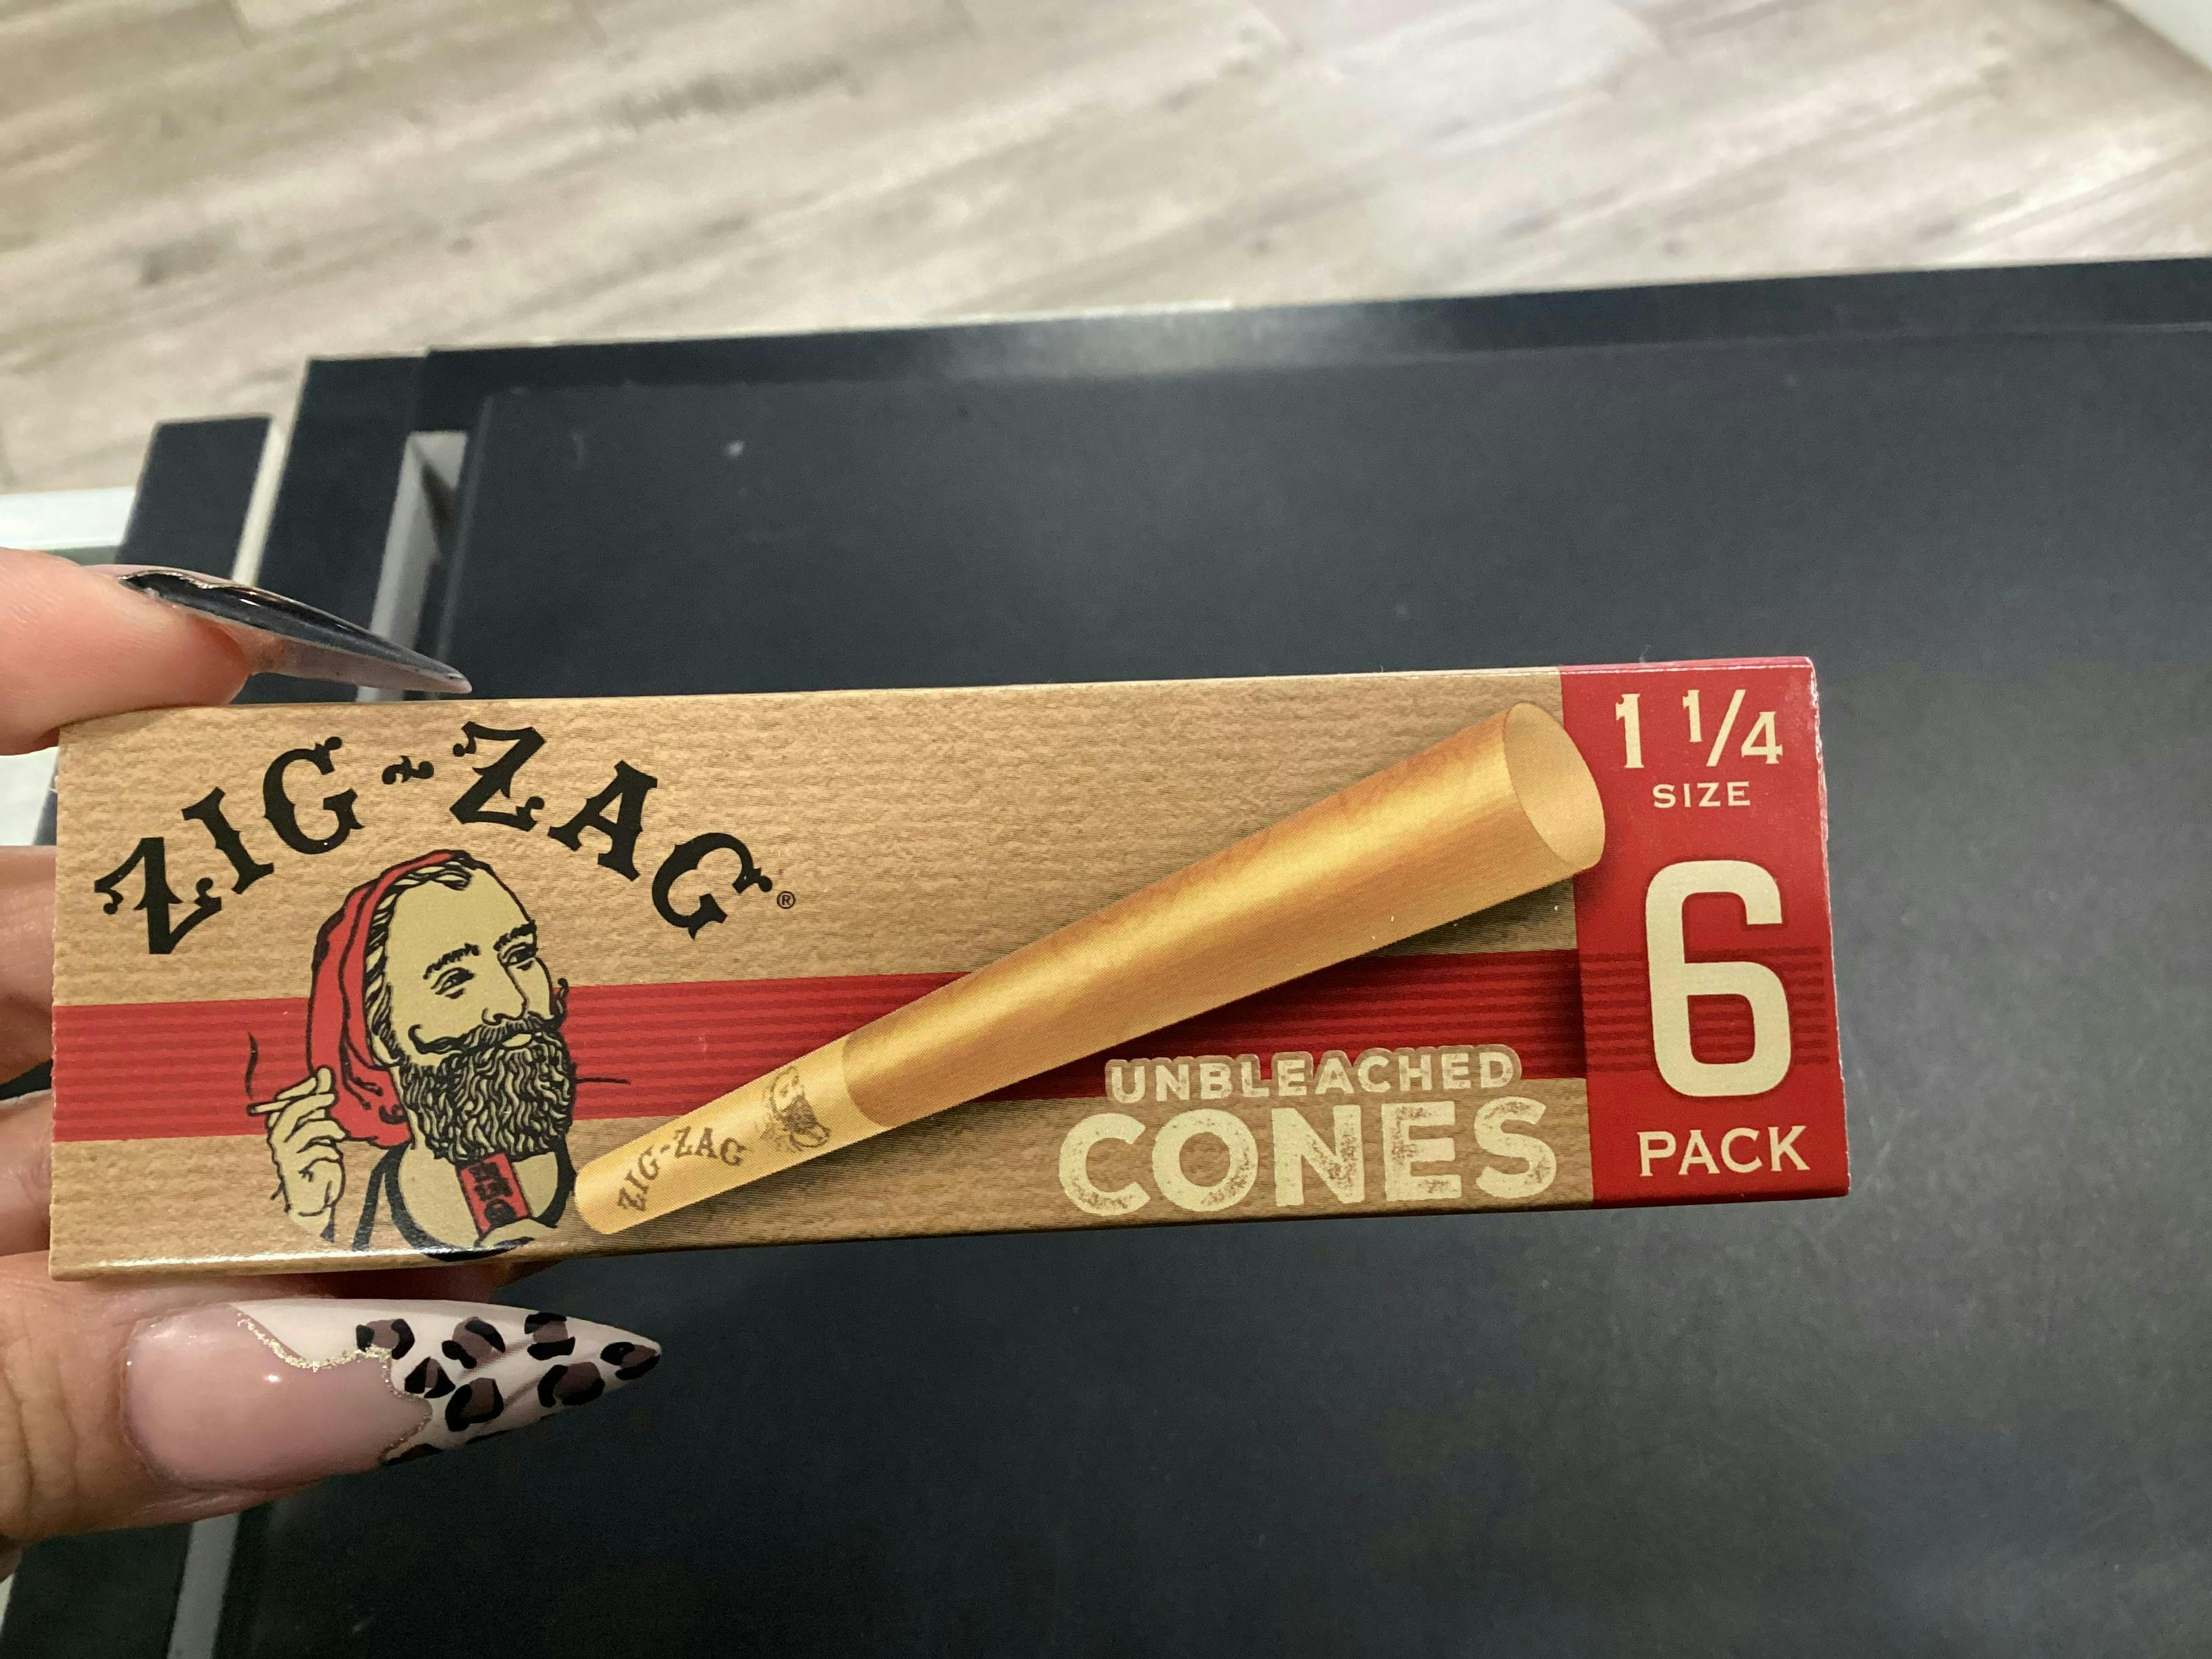 ZIG-ZAG®
ZIG-ZAG
UNBLEACHED
CONES
1 1/4
SIZE
6
PACK